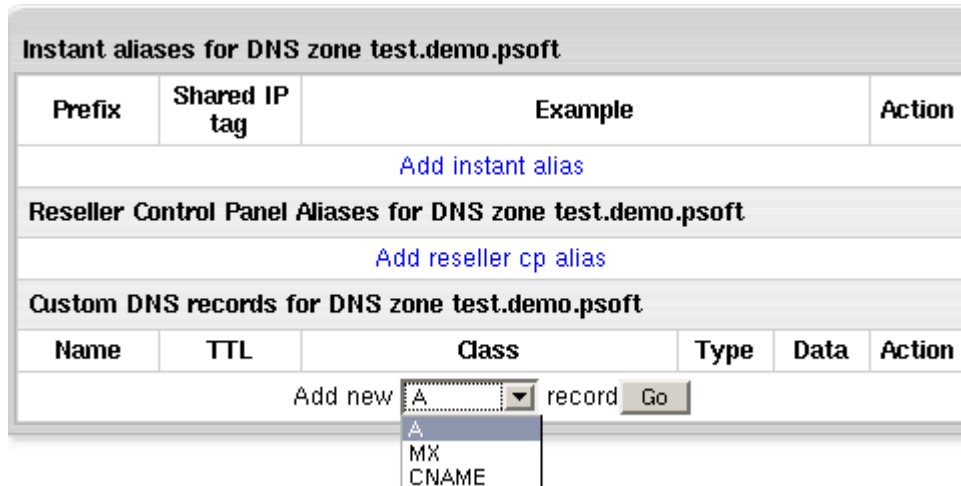 Instant aliases for DNS zone test.demo.psoft
Prefix Shared IP tag Example Action
Add instant alias
Reseller Control Panel Aliases for DNS zone test.demo.psoft
Add reseller cp alias
Custom DNS records for DNS zone test.demo.psoft
Name TTL Class Type Data Action
Add new A record Go
A
MX
CNAME